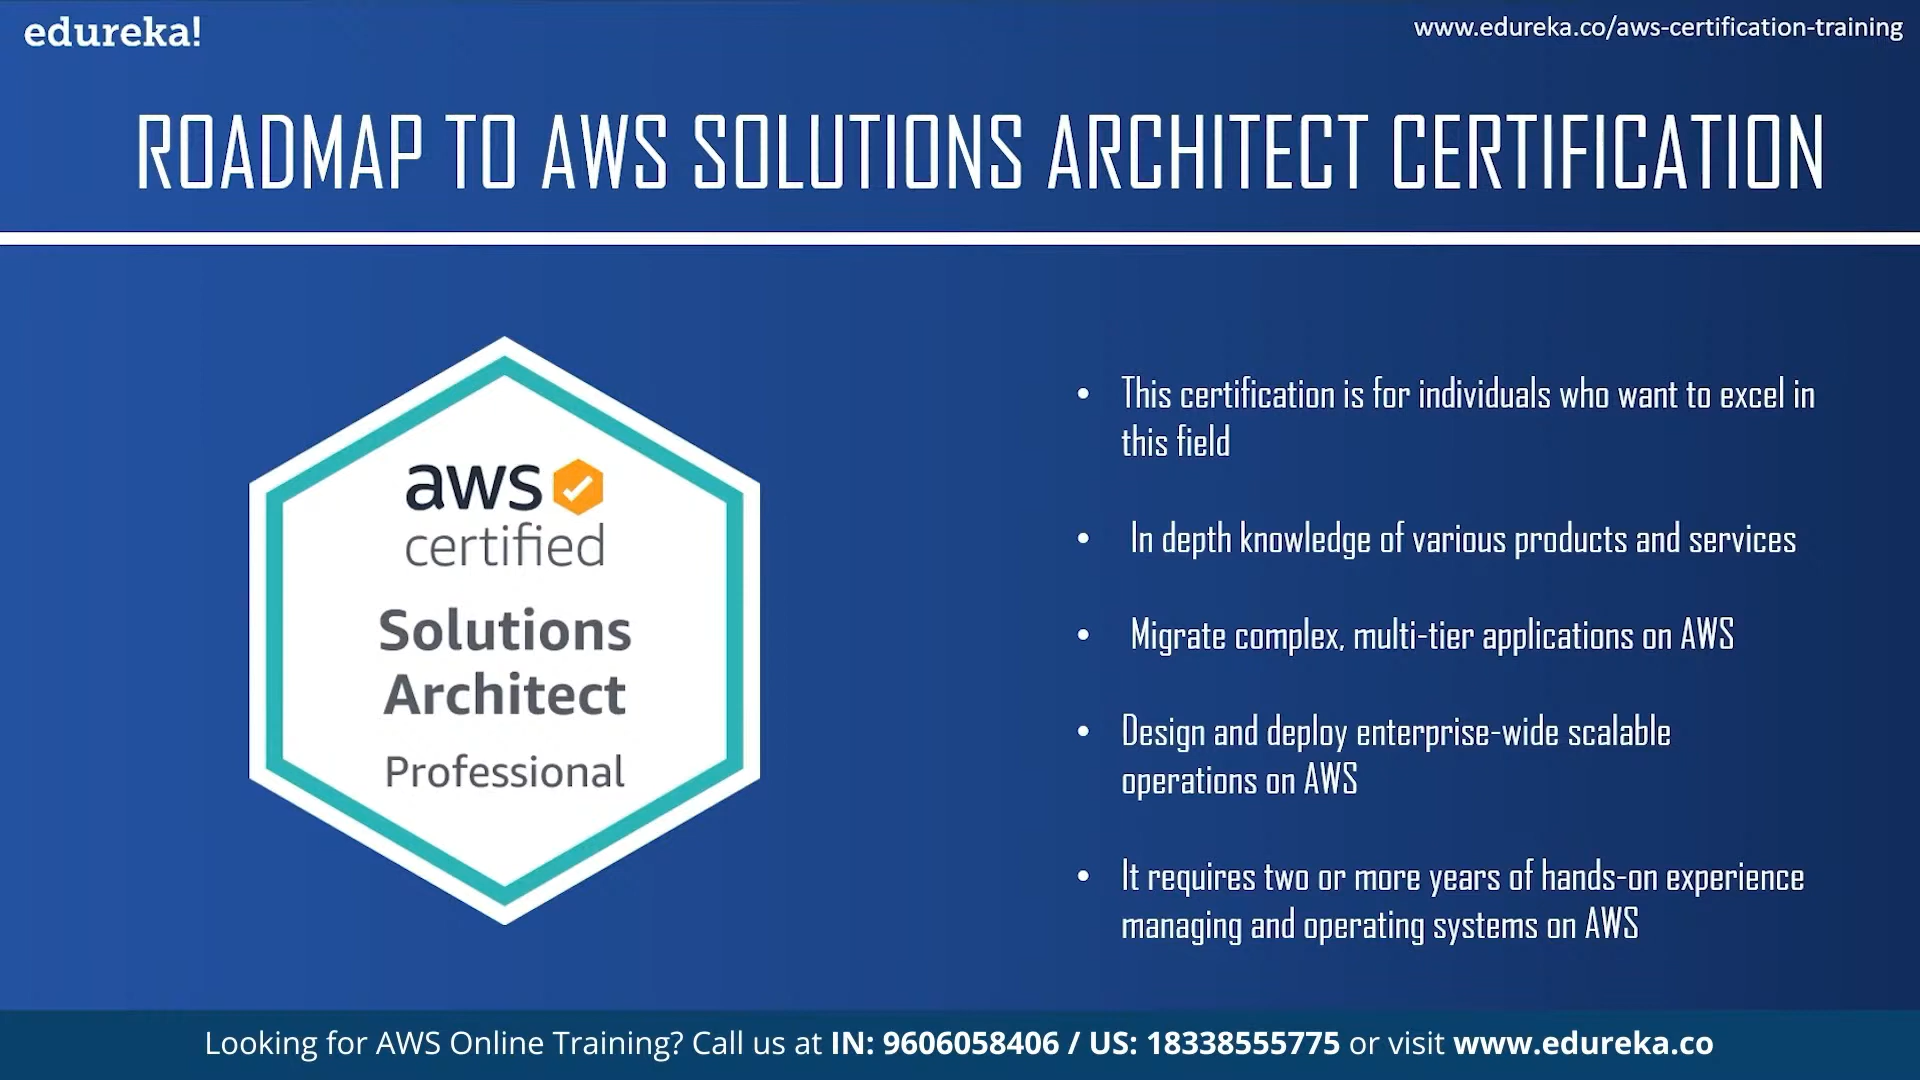 edureka!
www.edureka.co/aws-certification-training
ROADMAP TO AWS SOLUTIONS ARCHITECT CERTIFICATION
aws
certified
Solutions
Architect
Professional
• This certification is for individuals who want to excel in
this field
• In depth knowledge of various products and services
• Migrate complex, multi-tier applications on AWS
• Design and deploy enterprise-wide scalable
operations on AWS
• It requires two or more years of hands-on experience
managing and operating systems on AWS
Looking for AWS Online Training? Call us at IN: 9606058406 / US: 18338555775 or visit www.edureka.co